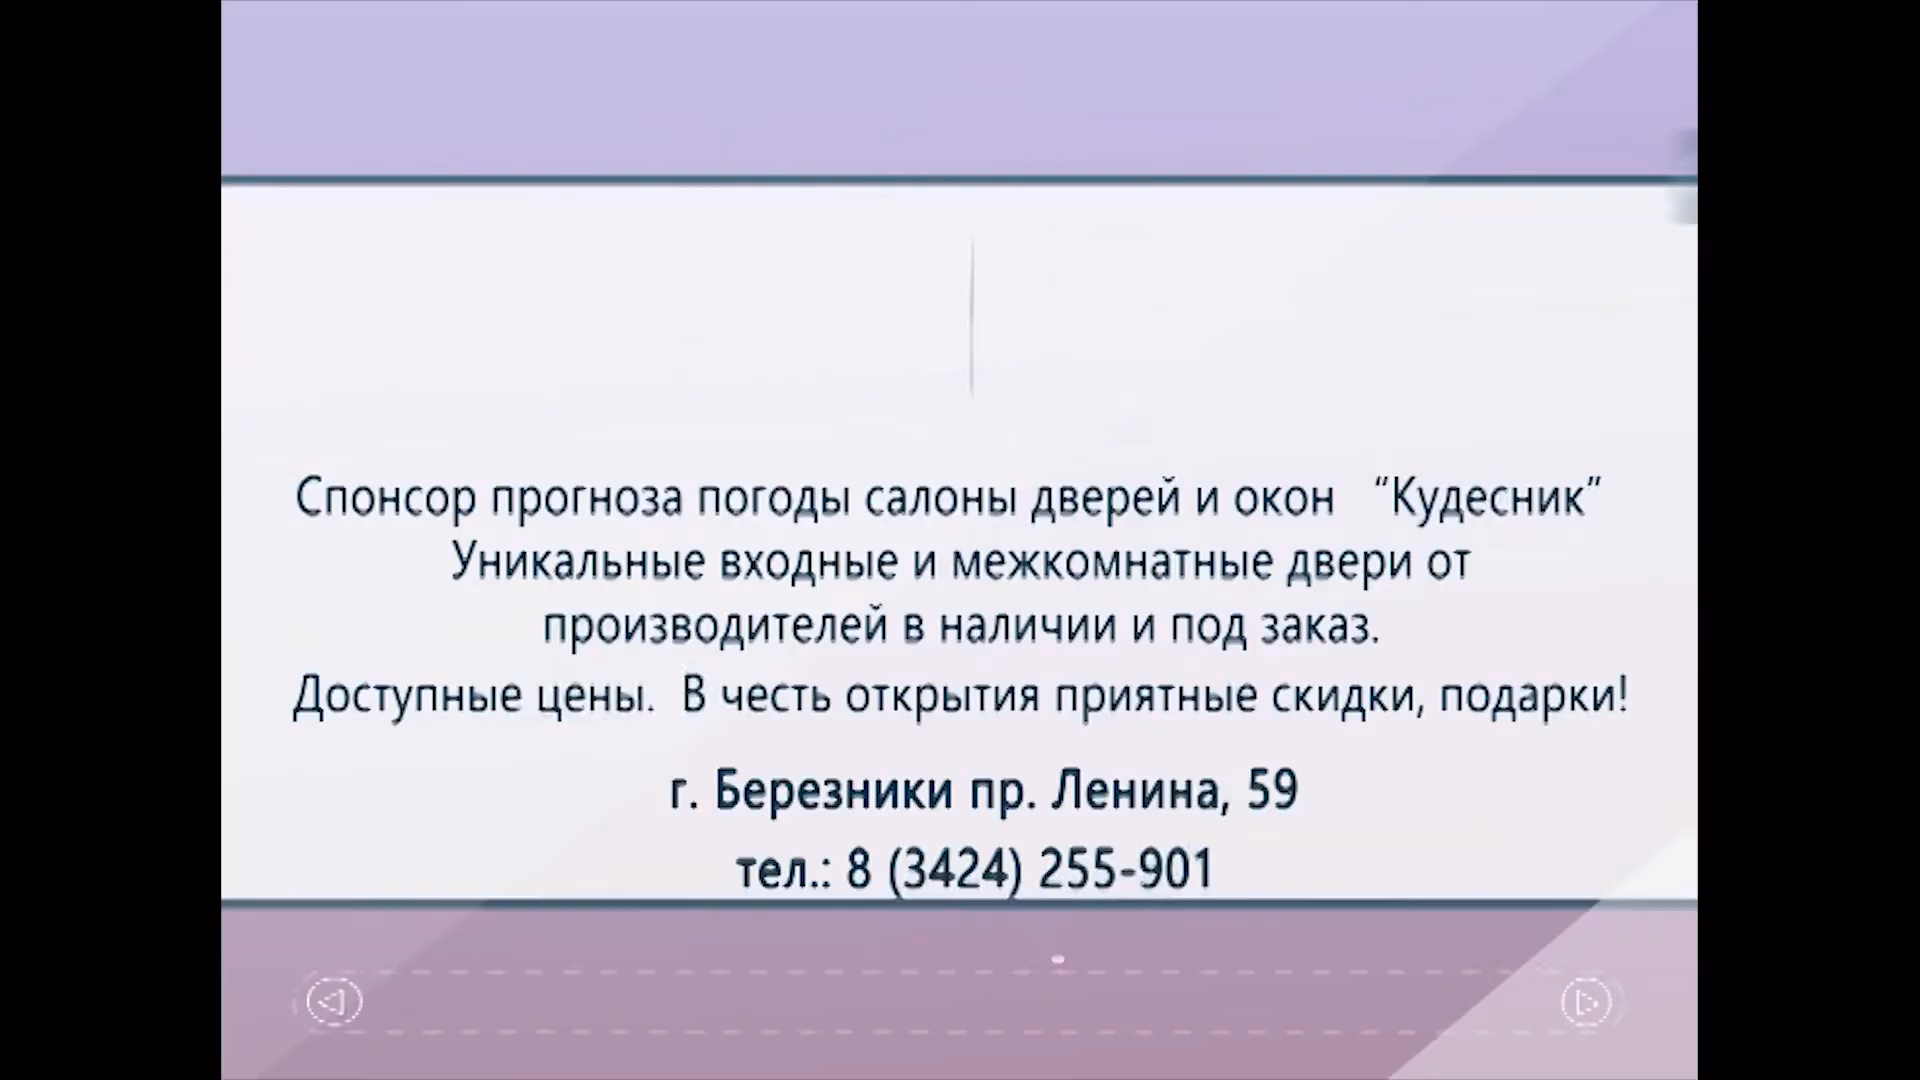 Спонсор прогноза погоды салоны дверей и окон “Кудесник”
Уникальные входные и межкомнатные двери от
производителей в наличии и под заказ.
Доступные цены. В честь открытия приятные скидки, подарки!
г. Березники пр. Ленина, 59
тел.: 8 (3424) 255-901